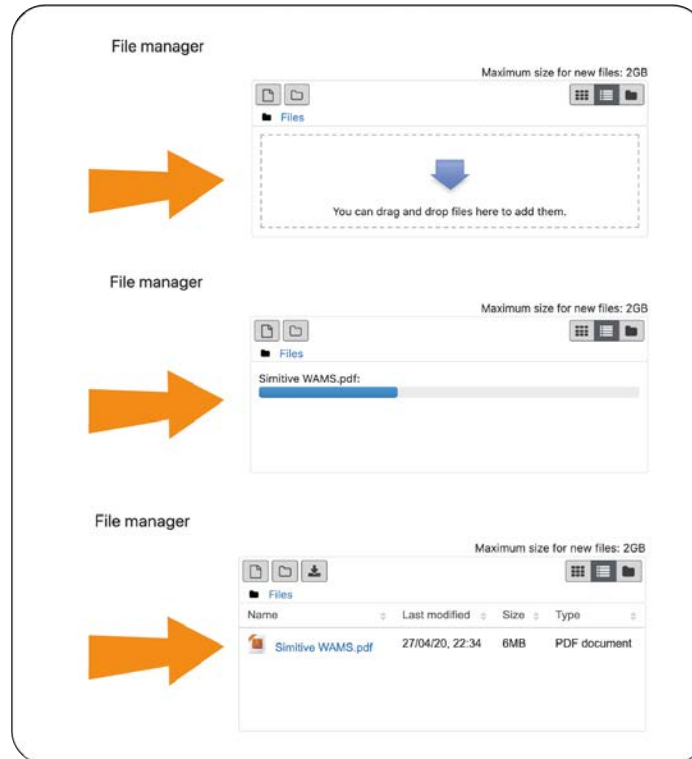 File manager
Maximum size for new files: 2GB
Files
You can drag and drop files here to add them.
File manager
Maximum size for new files: 2GB
Files
Simitive WAMS.pdf:
File manager
Maximum size for new files: 2GB
Files
Name Last modified Size Type
Simitive WAMS.pdf 27/04/20, 22:34 6MB PDF document